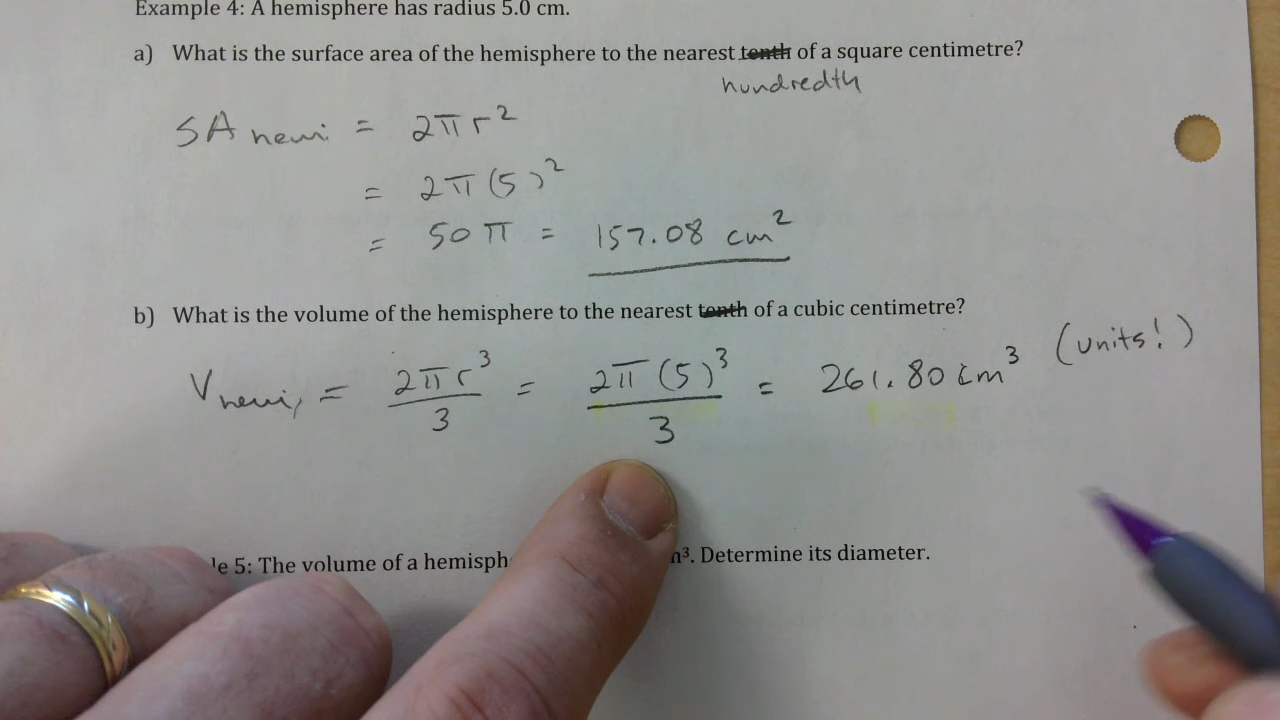 Example 4: A hemisphere has radius 5.0 cm.
a) What is the surface area of the hemisphere to the nearest tenth of a square centimetre?
hundredth
SA hemi = 2πr²
= 2π(5)²
= 50π = 157.08 cm²
b) What is the volume of the hemisphere to the nearest tenth of a cubic centimetre?
V hemi = 2πr³/3 = 2π(5)³/3 = 261.80 cm³ (units!)
le 5: The volume of a hemisph m³. Determine its diameter.